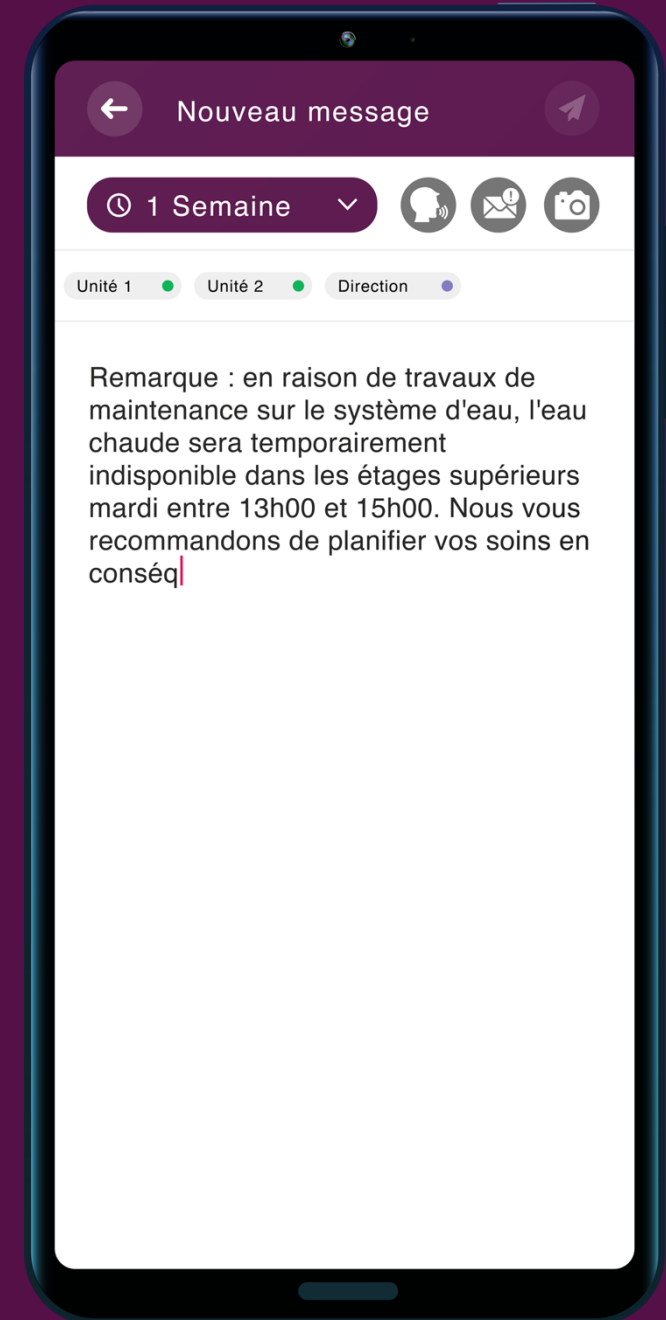 Nouveau message
1 Semaine
Unité 1 Unité 2 Direction
Remarque : en raison de travaux de
maintenance sur le système d'eau, l'eau
chaude sera temporairement
indisponible dans les étages supérieurs
mardi entre 13h00 et 15h00. Nous vous
recommandons de planifier vos soins en
conséq